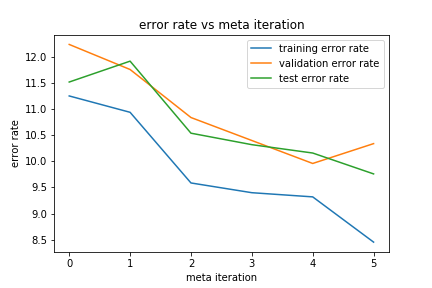 error rate vs meta iteration
training error rate
validation error rate
test error rate
error rate
12.0
11.5
11.0
10.5
10.0
9.5
9.0
8.5
0 1 2 3 4 5
meta iteration